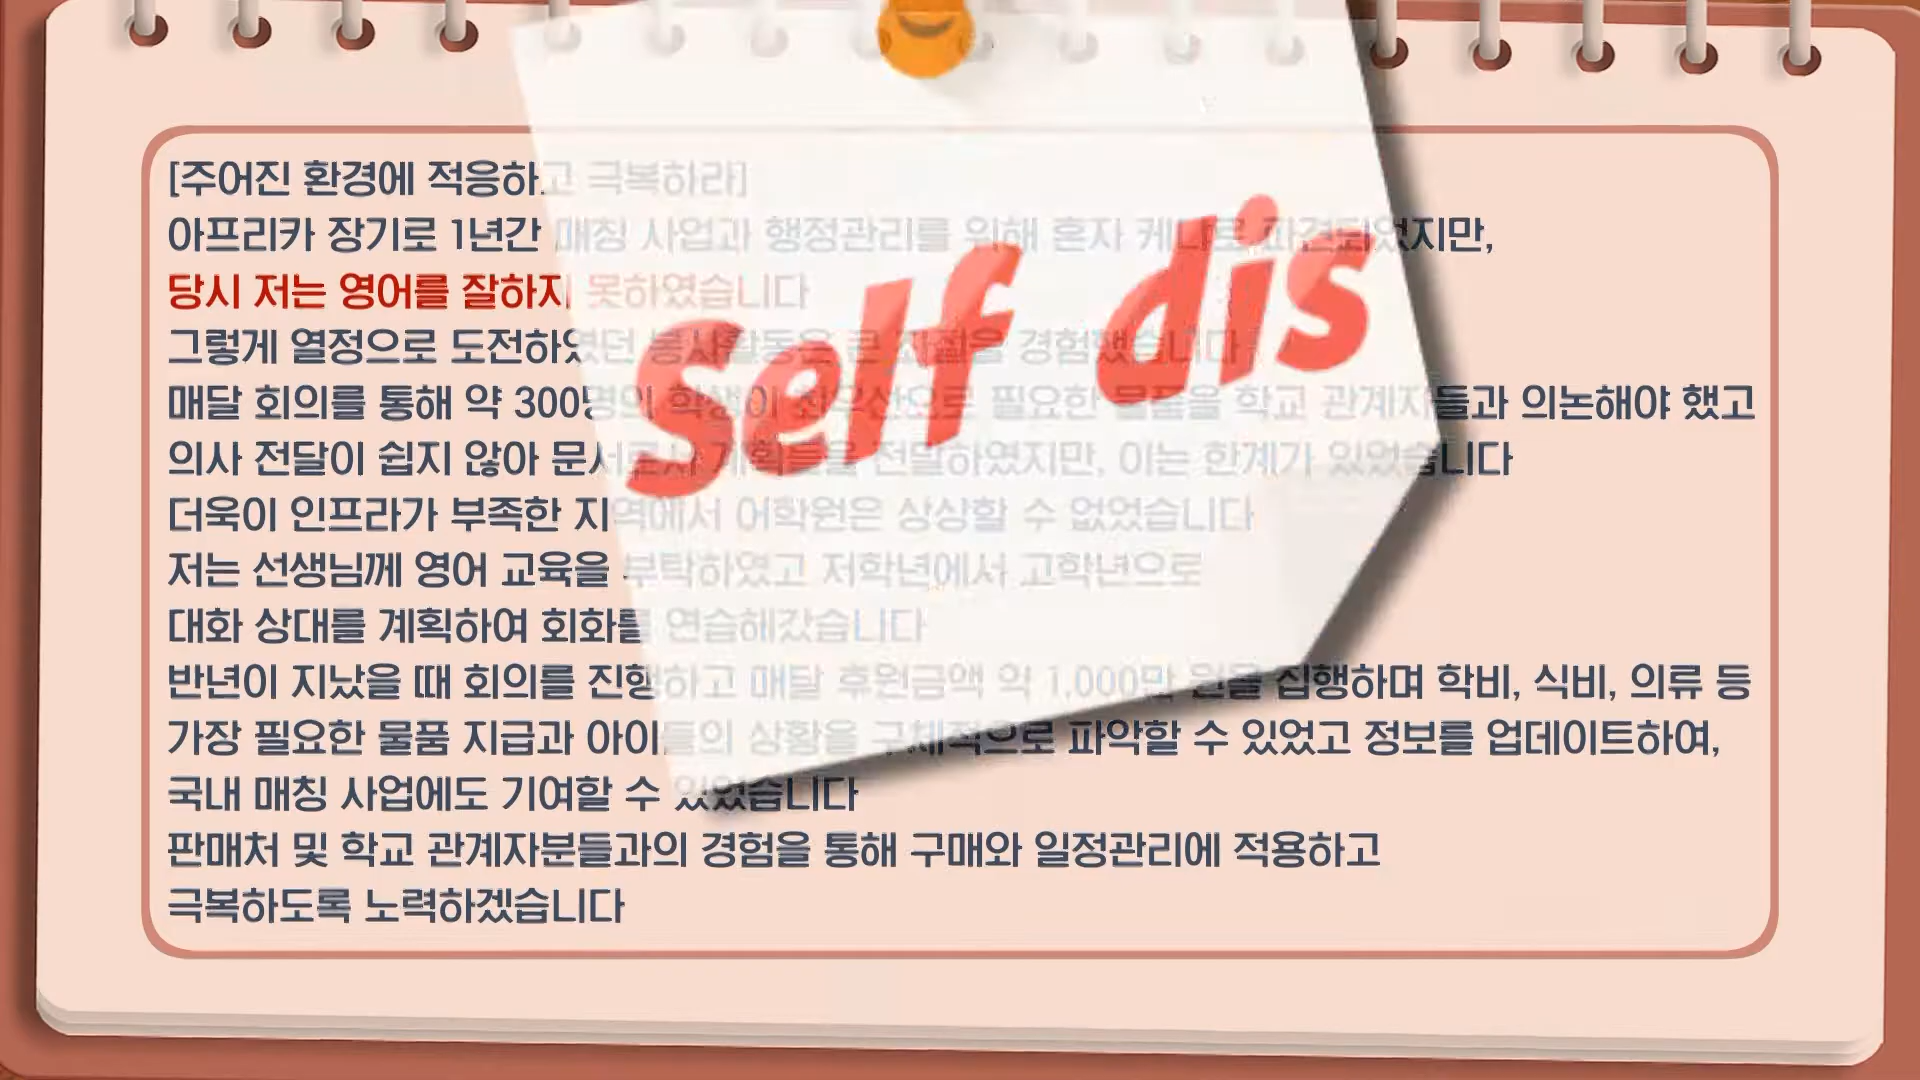 [주어진 환경에 적응하고 극복하라]
아프리카 장기로 1년간 매칭 사업과 행정관리를 위해 혼자 케냐로 파견되었지만,
당시 저는 영어를 잘하지 못하였습니다
그렇게 열정으로 도전하였던 봉사활동은 큰 좌절을 경험했습니다
매달 회의를 통해 약 300명의 학생이 최우선으로 필요한 물품을 학교 관계자들과 의논해야 했고
의사 전달이 쉽지 않아 문서로서 계획들을 전달하였지만, 이는 한계가 있었습니다
더욱이 인프라가 부족한 지역에서 어학원은 상상할 수 없었습니다
저는 선생님께 영어 교육을 부탁하였고 저학년에서 고학년으로
대화 상대를 계획하여 회화를 연습해갔습니다
반년이 지났을 때 회의를 진행하고 매달 후원금액 약 1,000만 원을 집행하며 학비, 식비, 의류 등
가장 필요한 물품 지급과 아이들의 상황을 구체적으로 파악할 수 있었고 정보를 업데이트하여,
국내 매칭 사업에도 기여할 수 있었습니다
판매처 및 학교 관계자분들과의 경험을 통해 구매와 일정관리에 적용하고
극복하도록 노력하겠습니다
Self dis